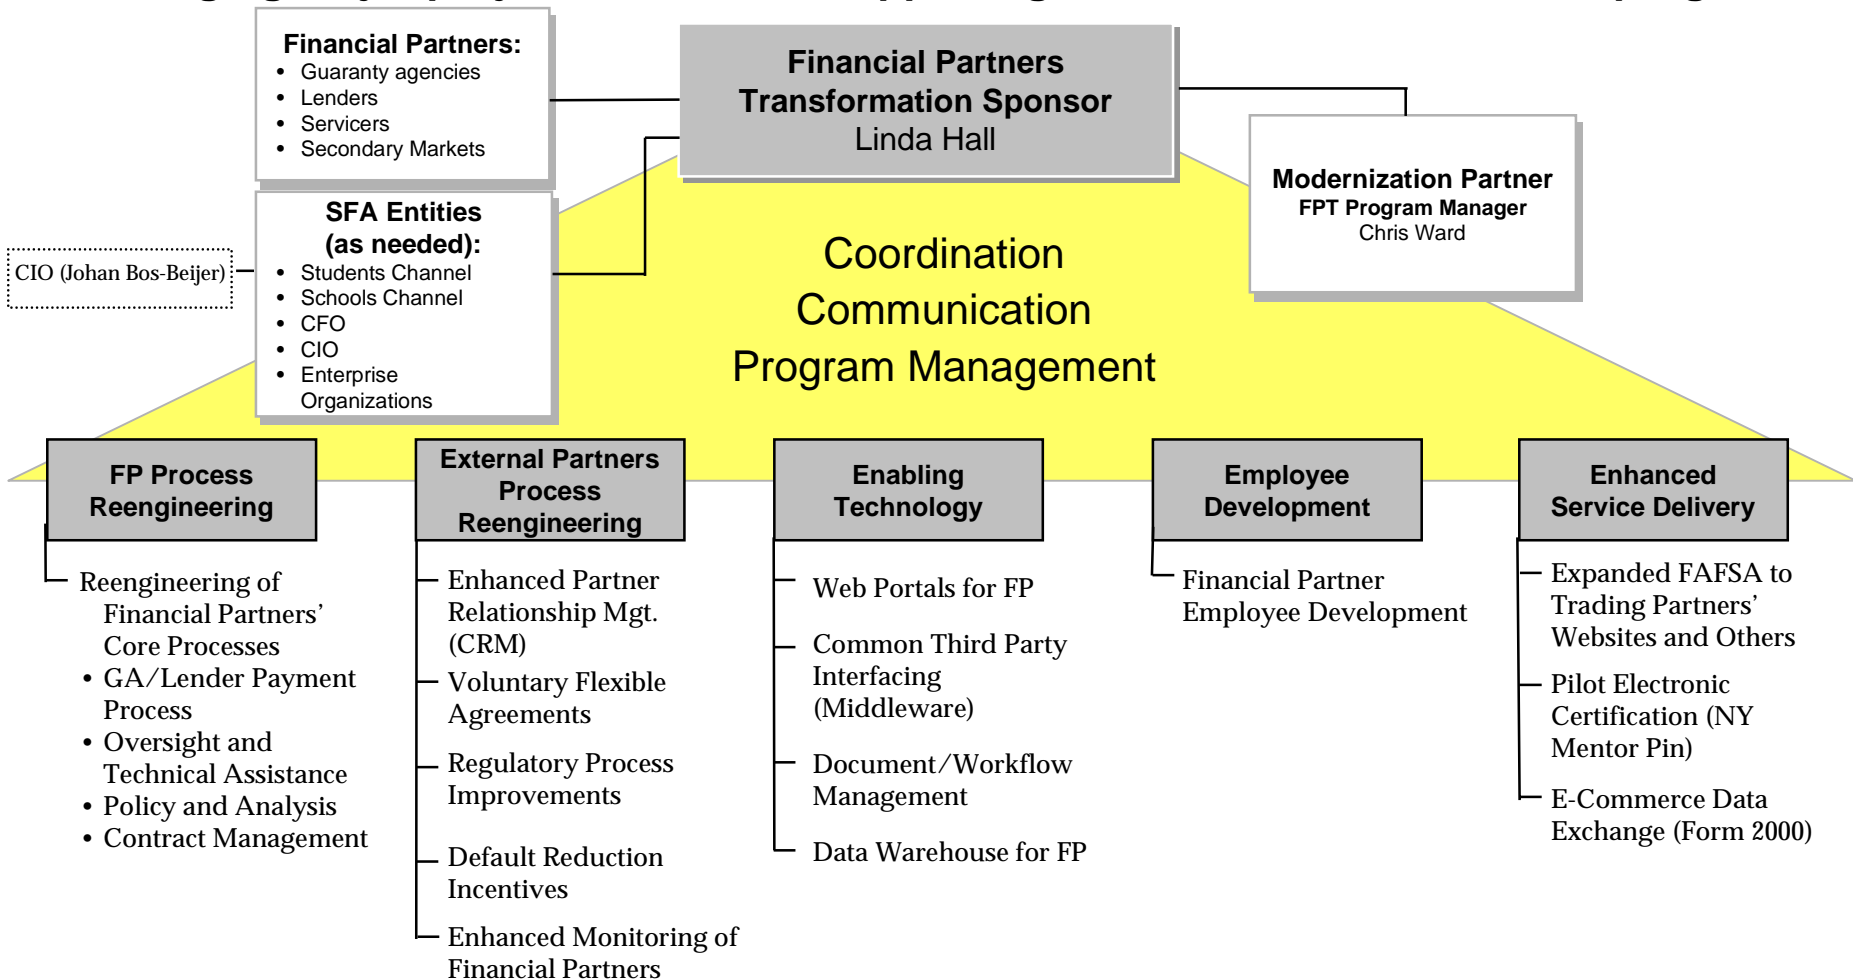 Financial Partners:
• Guaranty agencies
• Lenders
• Servicers
• Secondary Markets
Financial Partners
Transformation Sponsor
Linda Hall
Modernization Partner
FPT Program Manager
Chris Ward
SFA Entities
(as needed):
• Students Channel
• Schools Channel
• CFO
• CIO
• Enterprise
Organizations
CIO (Johan Bos-Beijer)
Coordination
Communication
Program Management
FP Process
Reengineering
Reengineering of
Financial Partners’
Core Processes
• GA/Lender Payment
Process
• Oversight and
Technical Assistance
• Policy and Analysis
• Contract Management
External Partners
Process
Reengineering
Enhanced Partner
Relationship Mgt.
(CRM)
Voluntary Flexible
Agreements
Regulatory Process
Improvements
Default Reduction
Incentives
Enhanced Monitoring of
Financial Partners
Enabling
Technology
Web Portals for FP
Common Third Party
Interfacing
(Middleware)
Document/Workflow
Management
Data Warehouse for FP
Employee
Development
Financial Partner
Employee Development
Enhanced
Service Delivery
Expanded FAFSA to
Trading Partners’
Websites and Others
Pilot Electronic
Certification (NY
Mentor Pin)
E-Commerce Data
Exchange (Form 2000)